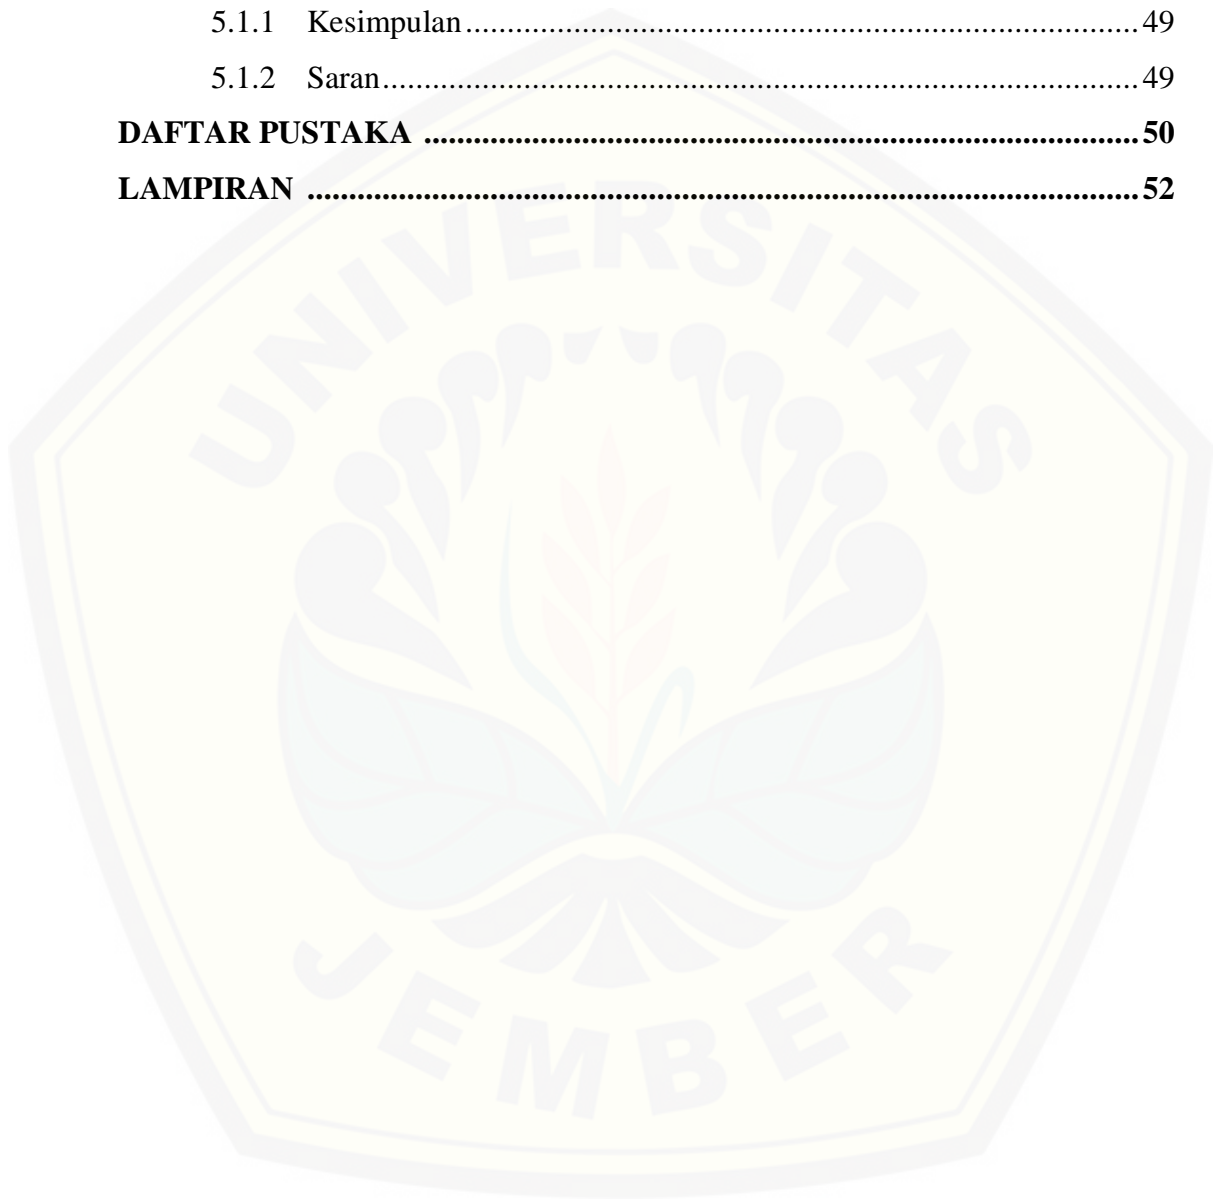 5.1.1 Kesimpulan........................................................................................49
5.1.2 Saran..................................................................................................49
DAFTAR PUSTAKA ........................................................................................50
LAMPIRAN ......................................................................................................52
UNIVERSITAS
JEMBER